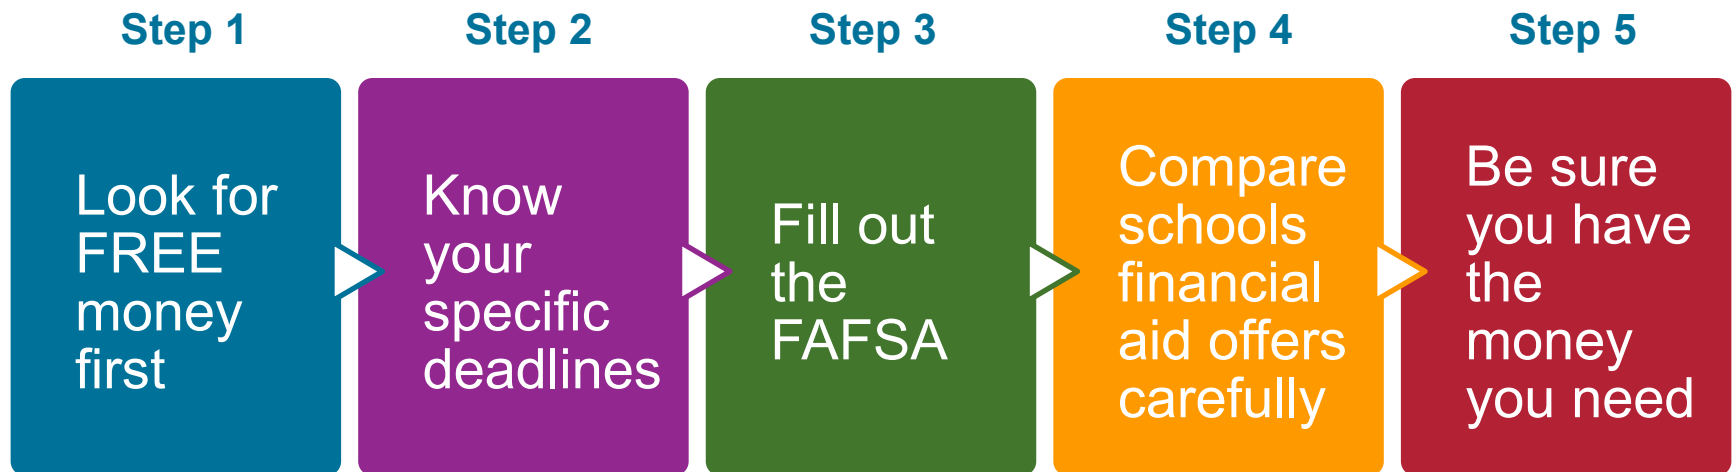 Step 1
Step 2
Step 3
Step 4
Step 5
Look for
FREE
money
first
Know
your
specific
deadlines
Fill out
the
FAFSA
Compare
schools
financial
aid offers
carefully
Be sure
you have
the
money
you need